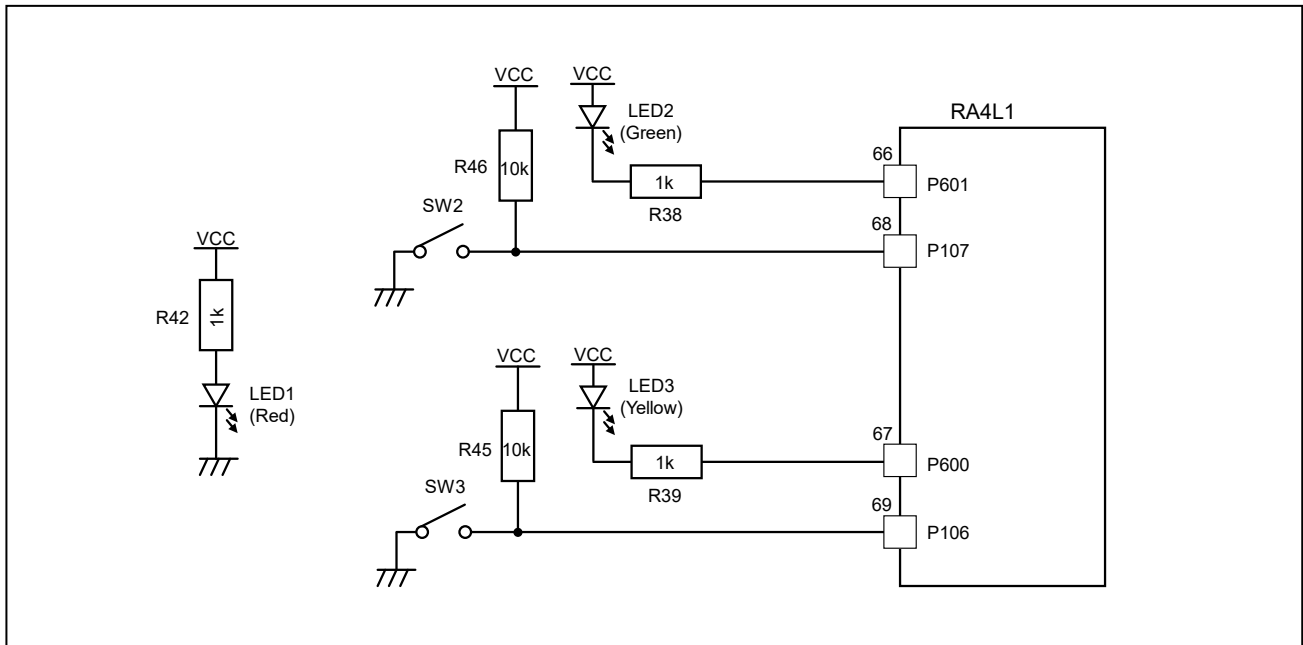 VCC
VCC
RA4L1
LED2
(Green)
R46
10k
66
1k
P601
R38
SW2
68
P107
VCC
R42
1k
LED1
(Red)
VCC
VCC
LED3
(Yellow)
R45
10k
67
1k
P600
R39
SW3
69
P106